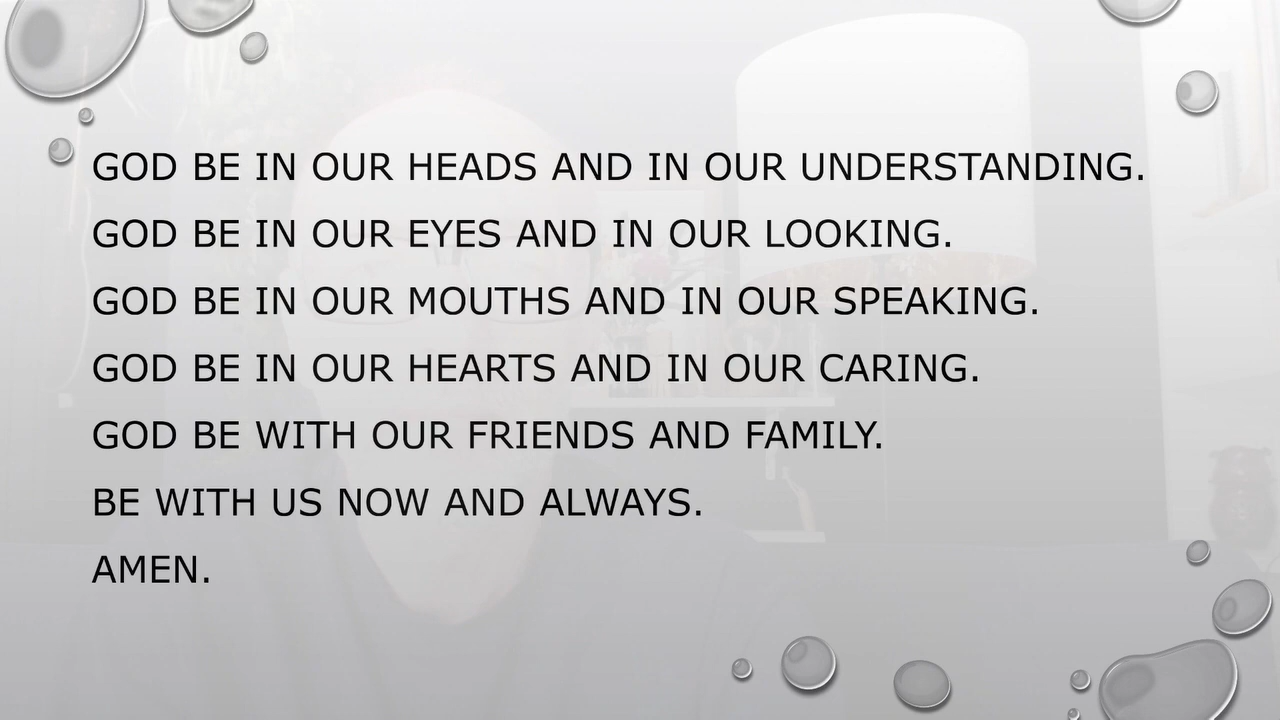 GOD BE IN OUR HEADS AND IN OUR UNDERSTANDING.
GOD BE IN OUR EYES AND IN OUR LOOKING.
GOD BE IN OUR MOUTHS AND IN OUR SPEAKING.
GOD BE IN OUR HEARTS AND IN OUR CARING.
GOD BE WITH OUR FRIENDS AND FAMILY.
BE WITH US NOW AND ALWAYS.
AMEN.